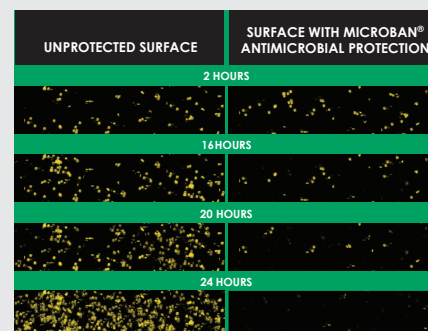 UNPROTECTED SURFACE
SURFACE WITH MICROBAN®
ANTIMICROBIAL PROTECTION
2 HOURS
16HOURS
20 HOURS
24 HOURS